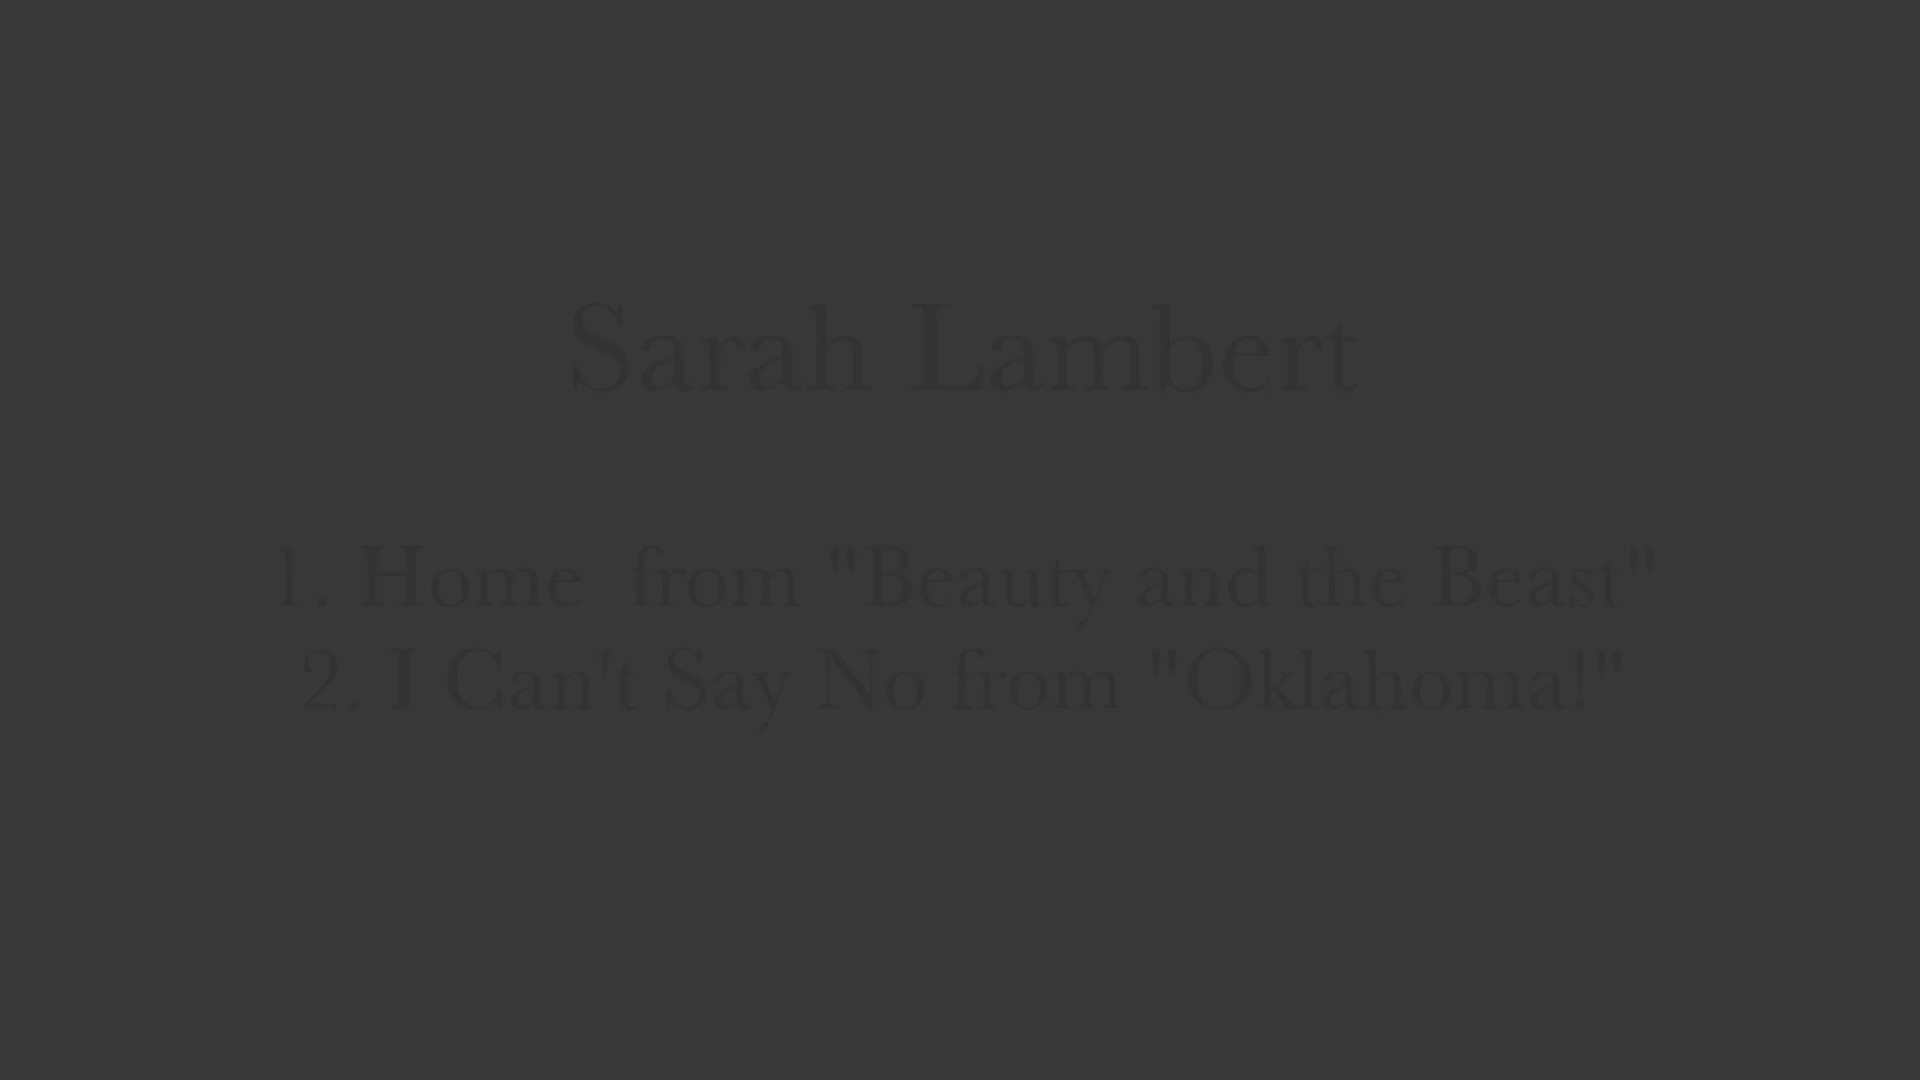 Sarah Lambert
1. Home  from "Beauty and the Beast"
2. I Can't Say No from "Oklahoma!"